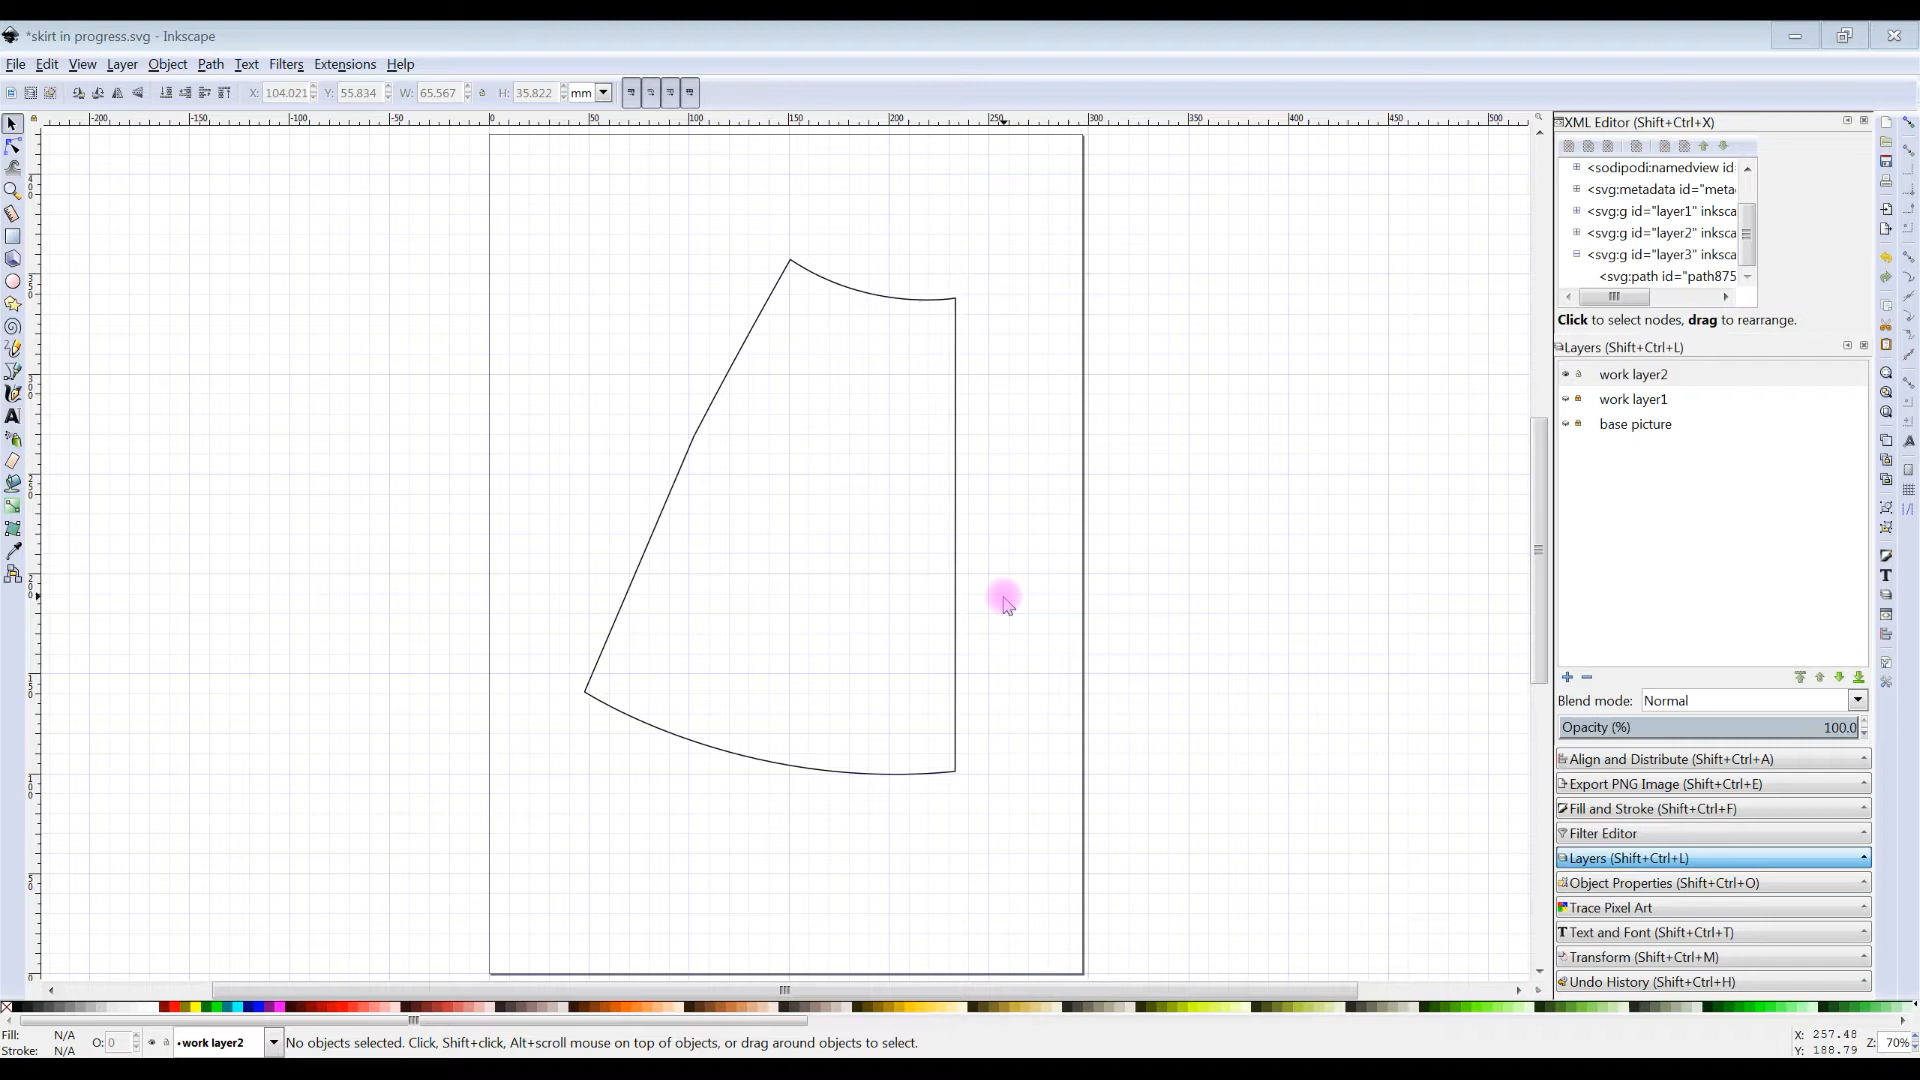 *skirt in progress.svg - Inkscape
File Edit View Layer Object Path Text Filters Extensions Help
X: 104.021 Y: 55.834 W: 65.567 H: 35.822 mm
-200 -150 -50 0 50 100 150 200 250 300 350 400 450 500
XML Editor (Shift+Ctrl+X)
<sodipodi:namedview id=
<svg:metadata id="meta
<svg:g id="layer1" inksca
<svg:g id="layer2" inksca
<svg:g id="layer3" inksca
<svg:path id="path875
Click to select nodes, drag to rearrange.
Layers (Shift+Ctrl+L)
work layer2
work layer1
base picture
Blend mode: Normal
Opacity (%) 100.0
Align and Distribute (Shift+Ctrl+A)
Export PNG Image (Shift+Ctrl+E)
Fill and Stroke (Shift+Ctrl+F)
Filter Editor
Layers (Shift+Ctrl+L)
Object Properties (Shift+Ctrl+O)
Trace Pixel Art
Text and Font (Shift+Ctrl+T)
Transform (Shift+Ctrl+M)
Undo History (Shift+Ctrl+H)
400
350
300
250
200
150
100
50
0
Fill: N/A
Stroke: N/A
O: 0
•work layer2
No objects selected. Click, Shift+click, Alt+scroll mouse on top of objects, or drag around objects to select.
X: 257.48
Y: 188.79
Z: 70%